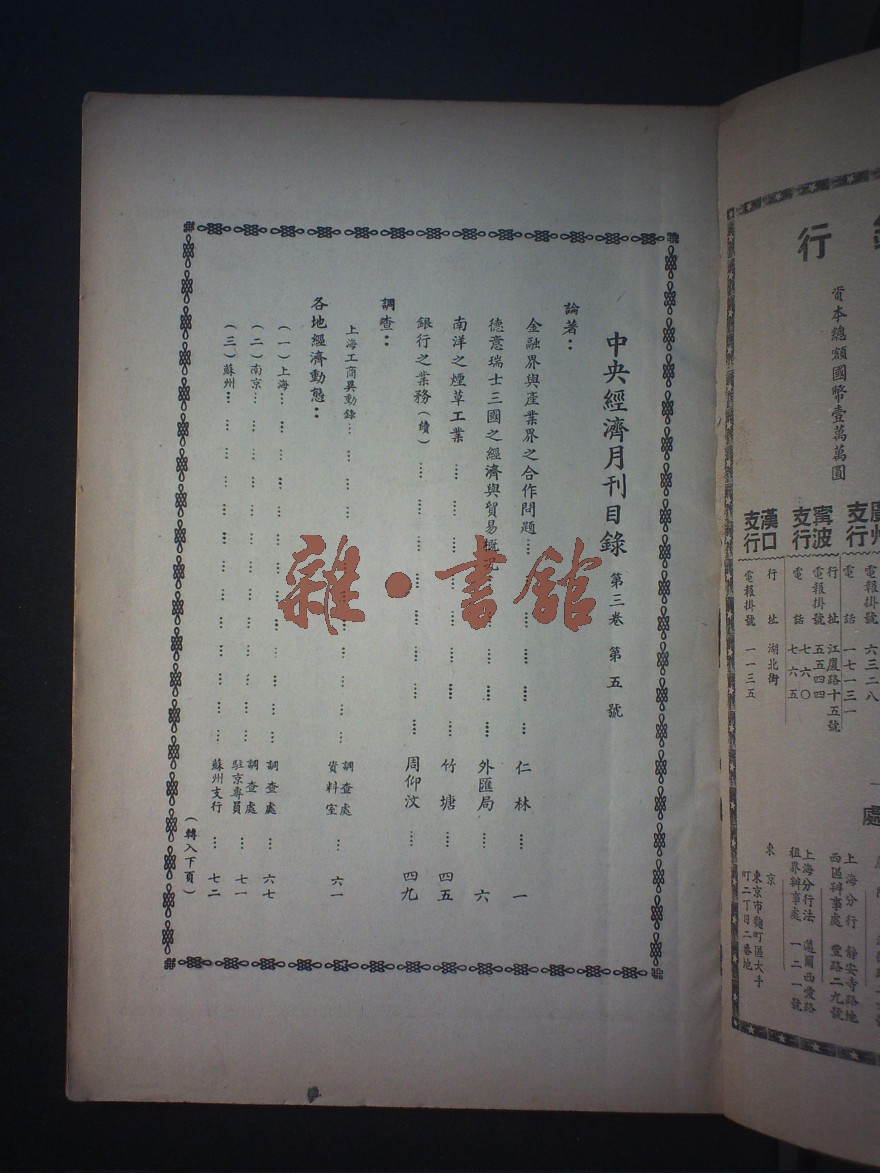 中央經濟月刊目錄 第三卷 第五號
論著：
金融界與產業界之合作問題…… 仁林…… 一
德意瑞士三國之經濟與貿易概況…… 外匯局…… 六
南洋之煙草工業…… 竹塘…… 四五
銀行之業務（續）…… 周仰汶…… 四九
調查：
上海工商異動錄…… 調查處資料室…… 六一
各地經濟動態：
（一）上海…… 調查處…… 六七
（二）南京…… 調查處駐京專員…… 七一
（三）蘇州…… 蘇州支行…… 七二
（轉入下頁）
雜·書館
行
資本總額國幣壹萬萬圓
廣州支行
電報掛號 六三二八
電話 一七一三一
寗波支行
行址 江廈路十五號
電報掛號 五五四四
電話 七六〇 七六五
漢口支行
行址 湖北街
電報掛號 一一三五
處
上海分行西區辦事處 靜安寺路地豐路二九號
上海分行法租界辦事處 薩爾西愛路一二一號
東京 東京市麴町區大手町二丁目二番地